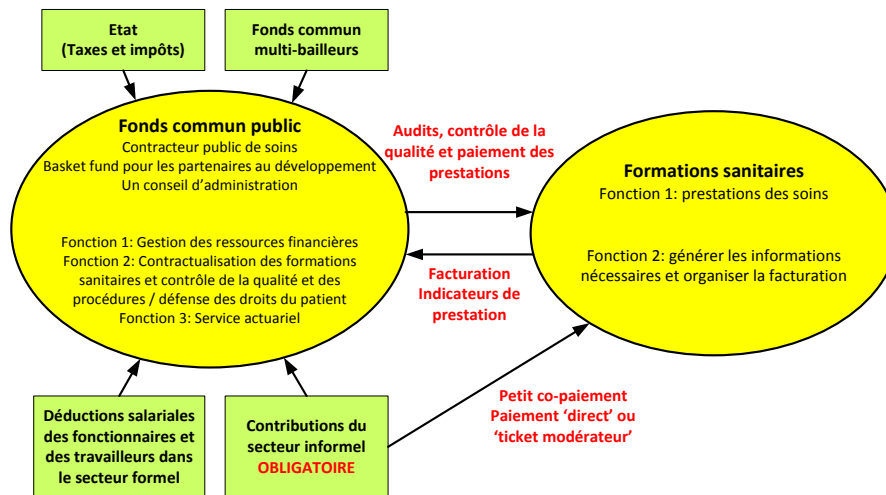 Etat
(Taxes et impôts)
Fonds commun
multi-bailleurs
Fonds commun public
Contracteur public de soins
Basket fund pour les partenaires au développement
Un conseil d'administration
Fonction 1: Gestion des ressources financières
Fonction 2: Contractualisation des formations
sanitaires et contrôle de la qualité et des
procédures / défense des droits du patient
Fonction 3: Service actuariel
Audits, contrôle de la
qualité et paiement des
prestations
Facturation
Indicateurs de
prestation
Formations sanitaires
Fonction 1: prestations des soins
Fonction 2: générer les informations
nécessaires et organiser la facturation
Petit co-paiement
Paiement 'direct' ou
'ticket modérateur'
Déductions salariales
des fonctionnaires et
des travailleurs dans
le secteur formel
Contributions du
secteur informel
OBLIGATOIRE